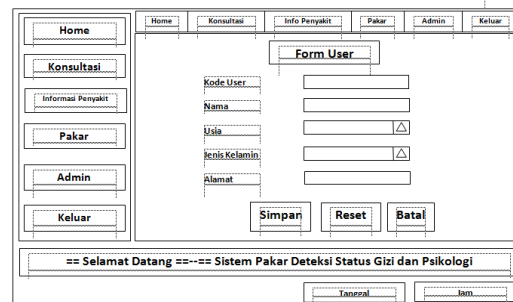 Home Konsultasi Info Penyakit Pakar Admin Keluar
Home
Konsultasi
Informasi Penyakit
Pakar
Admin
Keluar
Form User
Kode User
Nama
Usia
Jenis Kelamin
Alamat
Simpan Reset Batal
== Selamat Datang ==--== Sistem Pakar Deteksi Status Gizi dan Psikologi
Tanggal Jam